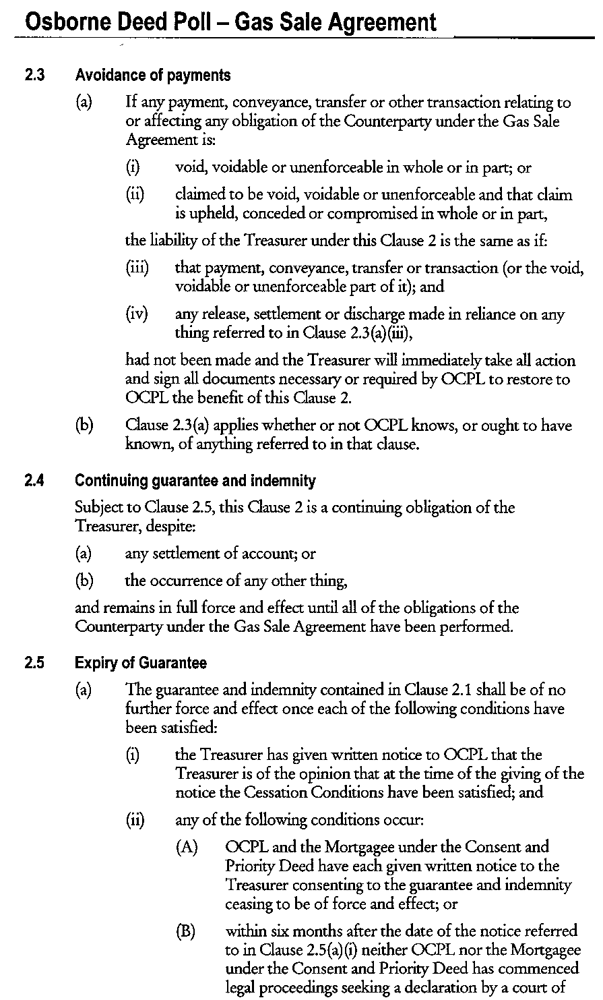 Osborne Deed Poll – Gas Sale Agreement
2.3 Avoidance of payments
(a) If any payment, conveyance, transfer or other transaction relating to
or affecting any obligation of the Counterparty under the Gas Sale
Agreement is:
(i) void, voidable or unenforceable in whole or in part; or
(ii) claimed to be void, voidable or unenforceable and that claim
is upheld, conceded or compromised in whole or in part,
the liability of the Treasurer under this Clause 2 is the same as if:
(iii) that payment, conveyance, transfer or transaction (or the void,
voidable or unenforceable part of it); and
(iv) any release, settlement or discharge made in reliance on any
thing referred to in Clause 2.3(a)(iii),
had not been made and the Treasurer will immediately take all action
and sign all documents necessary or required by OCPL to restore to
OCPL the benefit of this Clause 2.
(b) Clause 2.3(a) applies whether or not OCPL knows, or ought to have
known, of anything referred to in that clause.
2.4 Continuing guarantee and indemnity
Subject to Clause 2.5, this Clause 2 is a continuing obligation of the
Treasurer, despite:
(a) any settlement of account; or
(b) the occurrence of any other thing,
and remains in full force and effect until all of the obligations of the
Counterparty under the Gas Sale Agreement have been performed.
2.5 Expiry of Guarantee
(a) The guarantee and indemnity contained in Clause 2.1 shall be of no
further force and effect once each of the following conditions have
been satisfied:
(i) the Treasurer has given written notice to OCPL that the
Treasurer is of the opinion that at the time of the giving of the
notice the Cessation Conditions have been satisfied; and
(ii) any of the following conditions occur:
(A) OCPL and the Mortgagee under the Consent and
Priority Deed have each given written notice to the
Treasurer consenting to the guarantee and indemnity
ceasing to be of force and effect; or
(B) within six months after the date of the notice referred
to in Clause 2.5(a)(i) neither OCPL nor the Mortgagee
under the Consent and Priority Deed has commenced
legal proceedings seeking a declaration by a court of